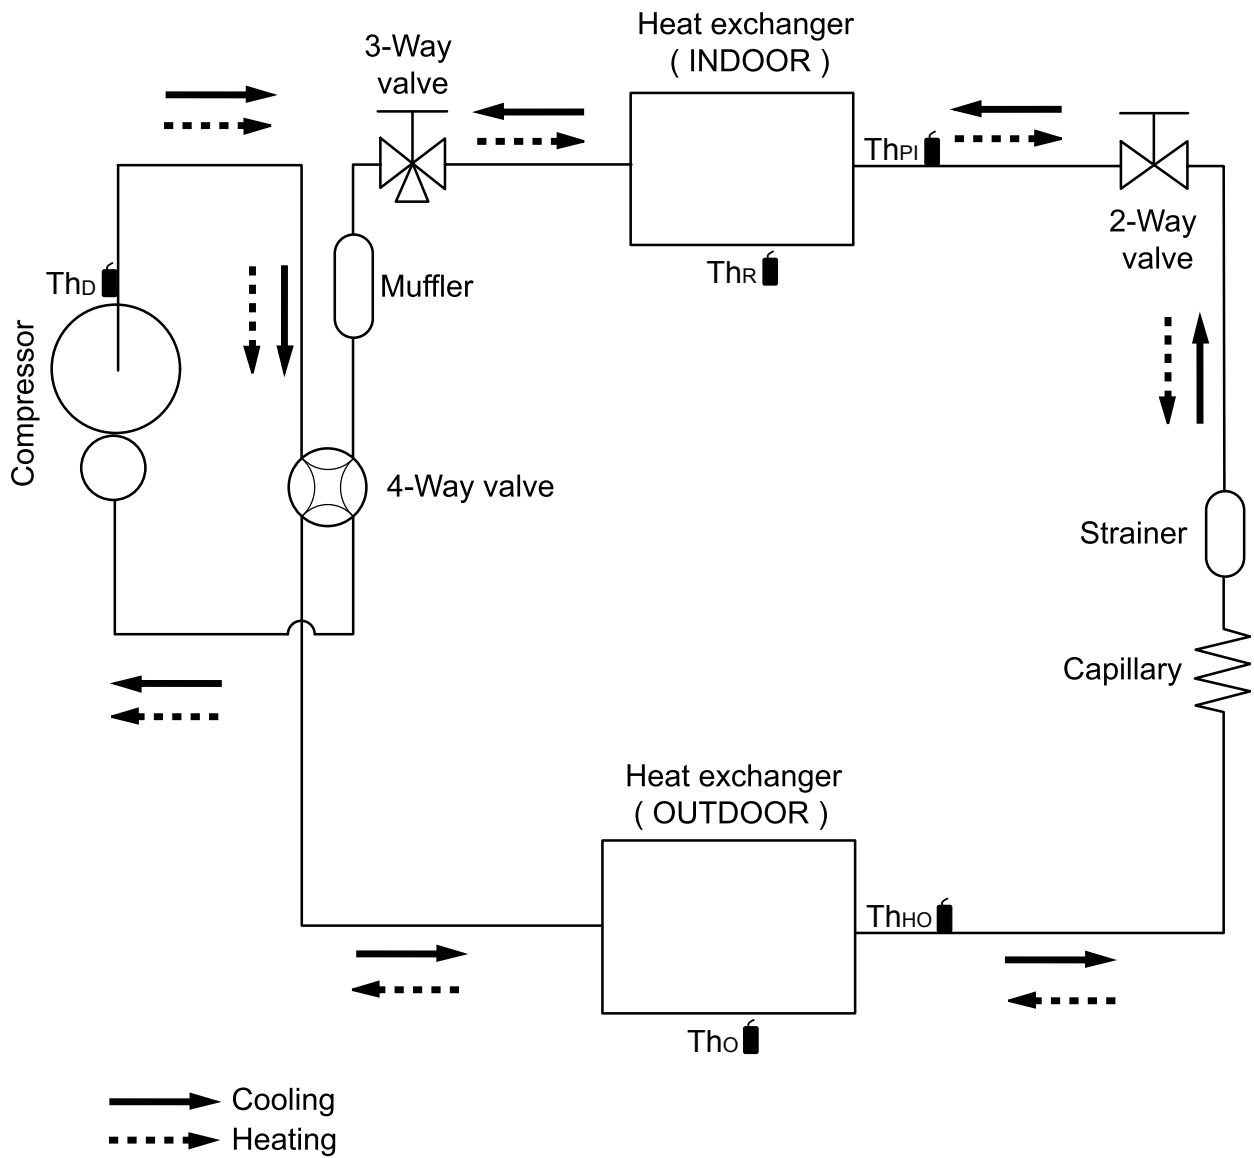 Heat exchanger
( INDOOR )
3-Way
valve
ThPI
2-Way
valve
ThR
ThD
Muffler
Compressor
4-Way valve
Strainer
Capillary
Heat exchanger
( OUTDOOR )
ThHO
ThO
Cooling
Heating